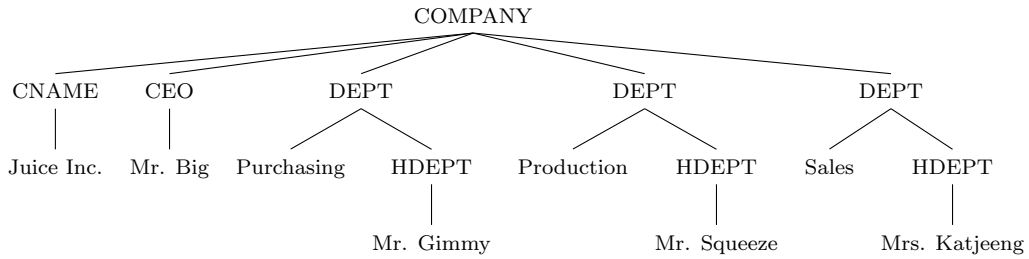 COMPANY
CNAME CEO DEPT DEPT DEPT
Juice Inc. Mr. Big Purchasing HDEPT Production HDEPT Sales HDEPT
Mr. Gimmy Mr. Squeeze Mrs. Katjeeng